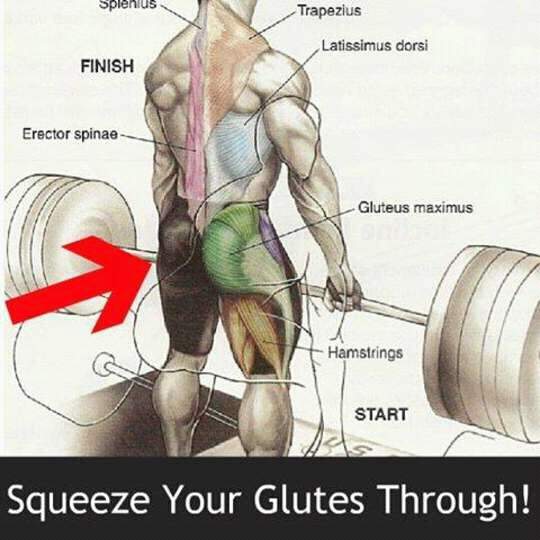 Splenius
Trapezius
Latissimus dorsi
FINISH
Erector spinae
Gluteus maximus
Hamstrings
START
U.S.
Squeeze Your Glutes Through!